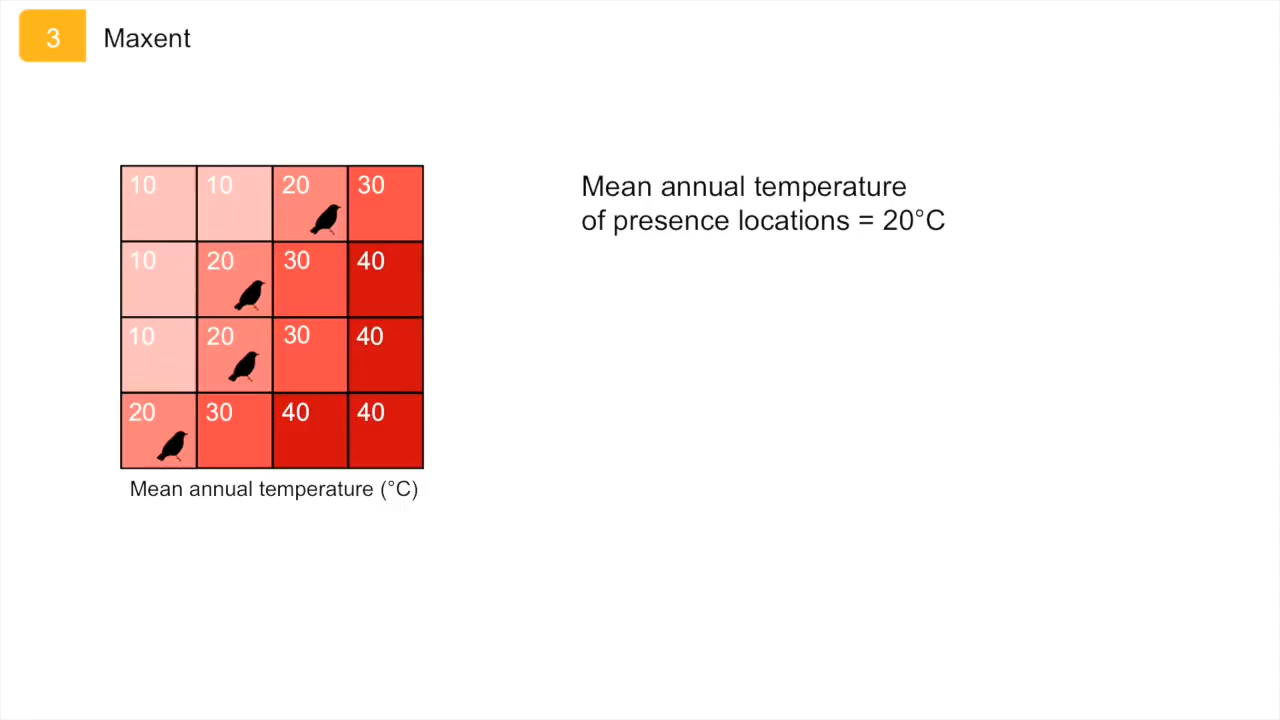 3 Maxent
10 10 20 30
10 20 30 40
10 20 30 40
20 30 40 40
Mean annual temperature (°C)
Mean annual temperature
of presence locations = 20°C